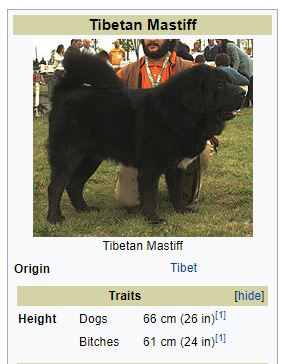 Tibetan Mastiff
Tibetan Mastiff
Origin Tibet
Traits [hide]
Height Dogs 66 cm (26 in)[1]
Bitches 61 cm (24 in)[1]